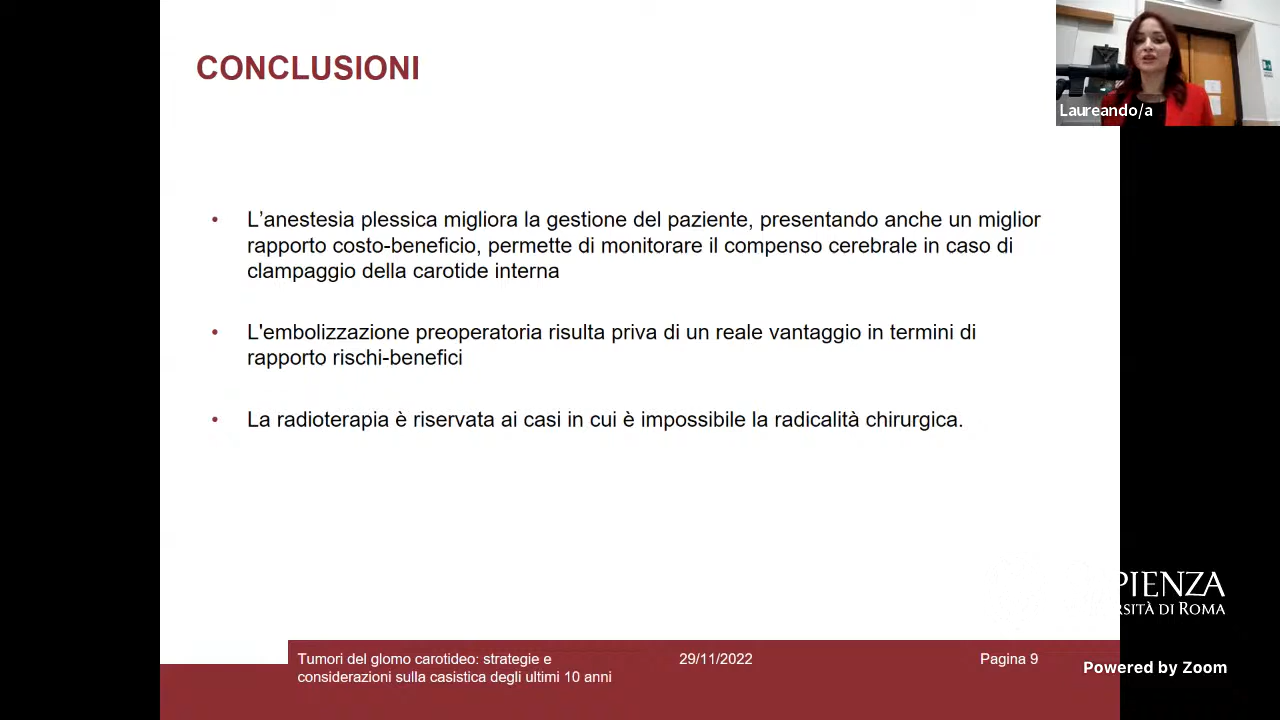 CONCLUSIONI
Laureando/a
• L’anestesia plessica migliora la gestione del paziente, presentando anche un miglior
rapporto costo-beneficio, permette di monitorare il compenso cerebrale in caso di
clampaggio della carotide interna
• L'embolizzazione preoperatoria risulta priva di un reale vantaggio in termini di
rapporto rischi-benefici
• La radioterapia è riservata ai casi in cui è impossibile la radicalità chirurgica.
PIENZA
RSITÀ DI ROMA
Tumori del glomo carotideo: strategie e
considerazioni sulla casistica degli ultimi 10 anni
29/11/2022
Pagina 9
Powered by Zoom